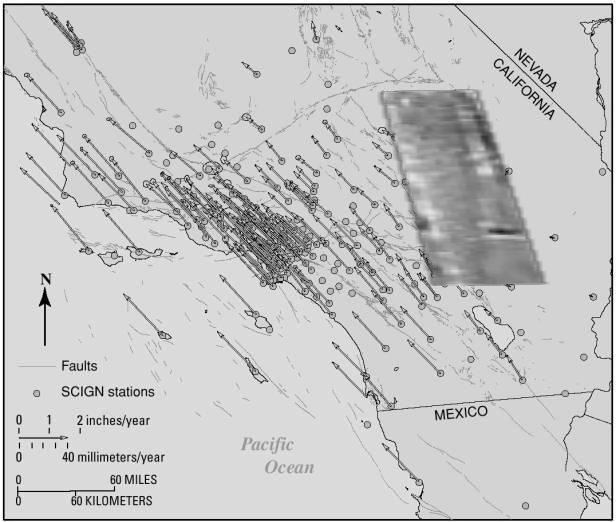 NEVADA
CALIFORNIA
N
Faults
SCIGN stations
0 1 2 inches/year
0 40 millimeters/year
0 60 MILES
0 60 KILOMETERS
MEXICO
Pacific
Ocean